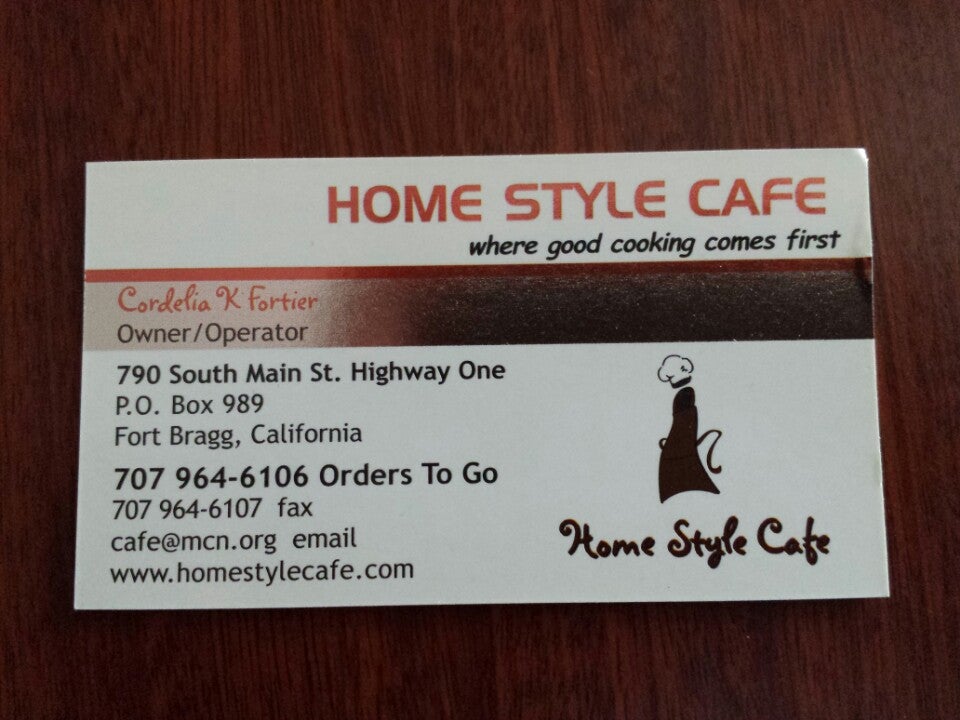 HOME STYLE CAFE
where good cooking comes first
Cordelia K Fortier
Owner/Operator
790 South Main St. Highway One
P.O. Box 989
Fort Bragg, California
707 964-6106 Orders To Go
707 964-6107 fax
cafe@mcn.org email
www.homestylecafe.com
Home Style Cafe